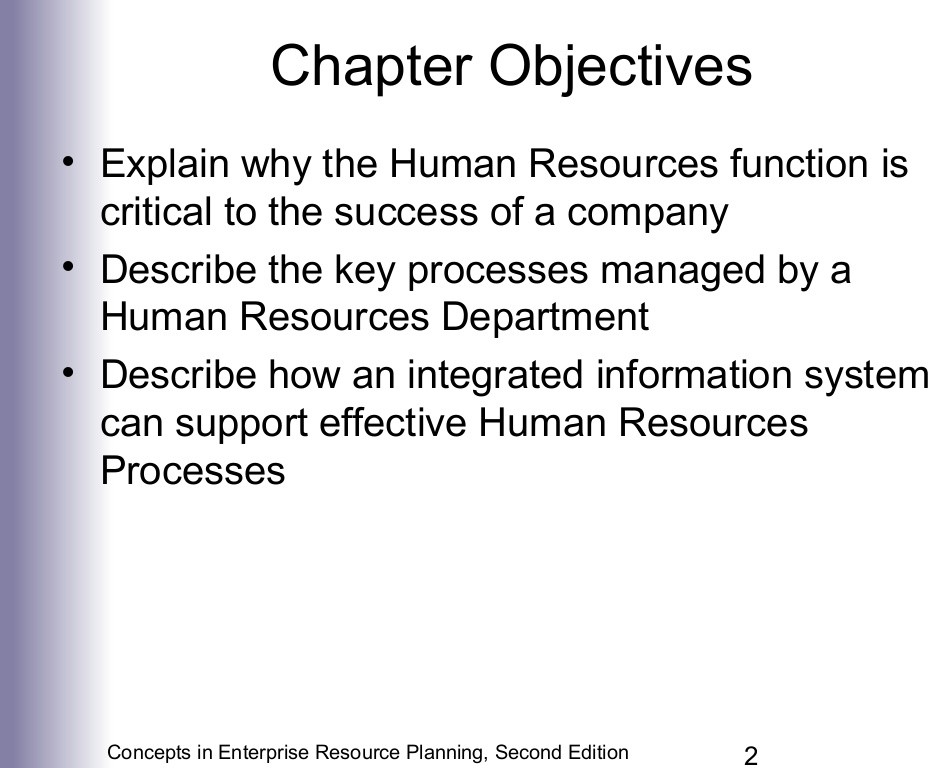 Chapter Objectives
• Explain why the Human Resources function is
critical to the success of a company
• Describe the key processes managed by a
Human Resources Department
• Describe how an integrated information system
can support effective Human Resources
Processes
Concepts in Enterprise Resource Planning, Second Edition
2